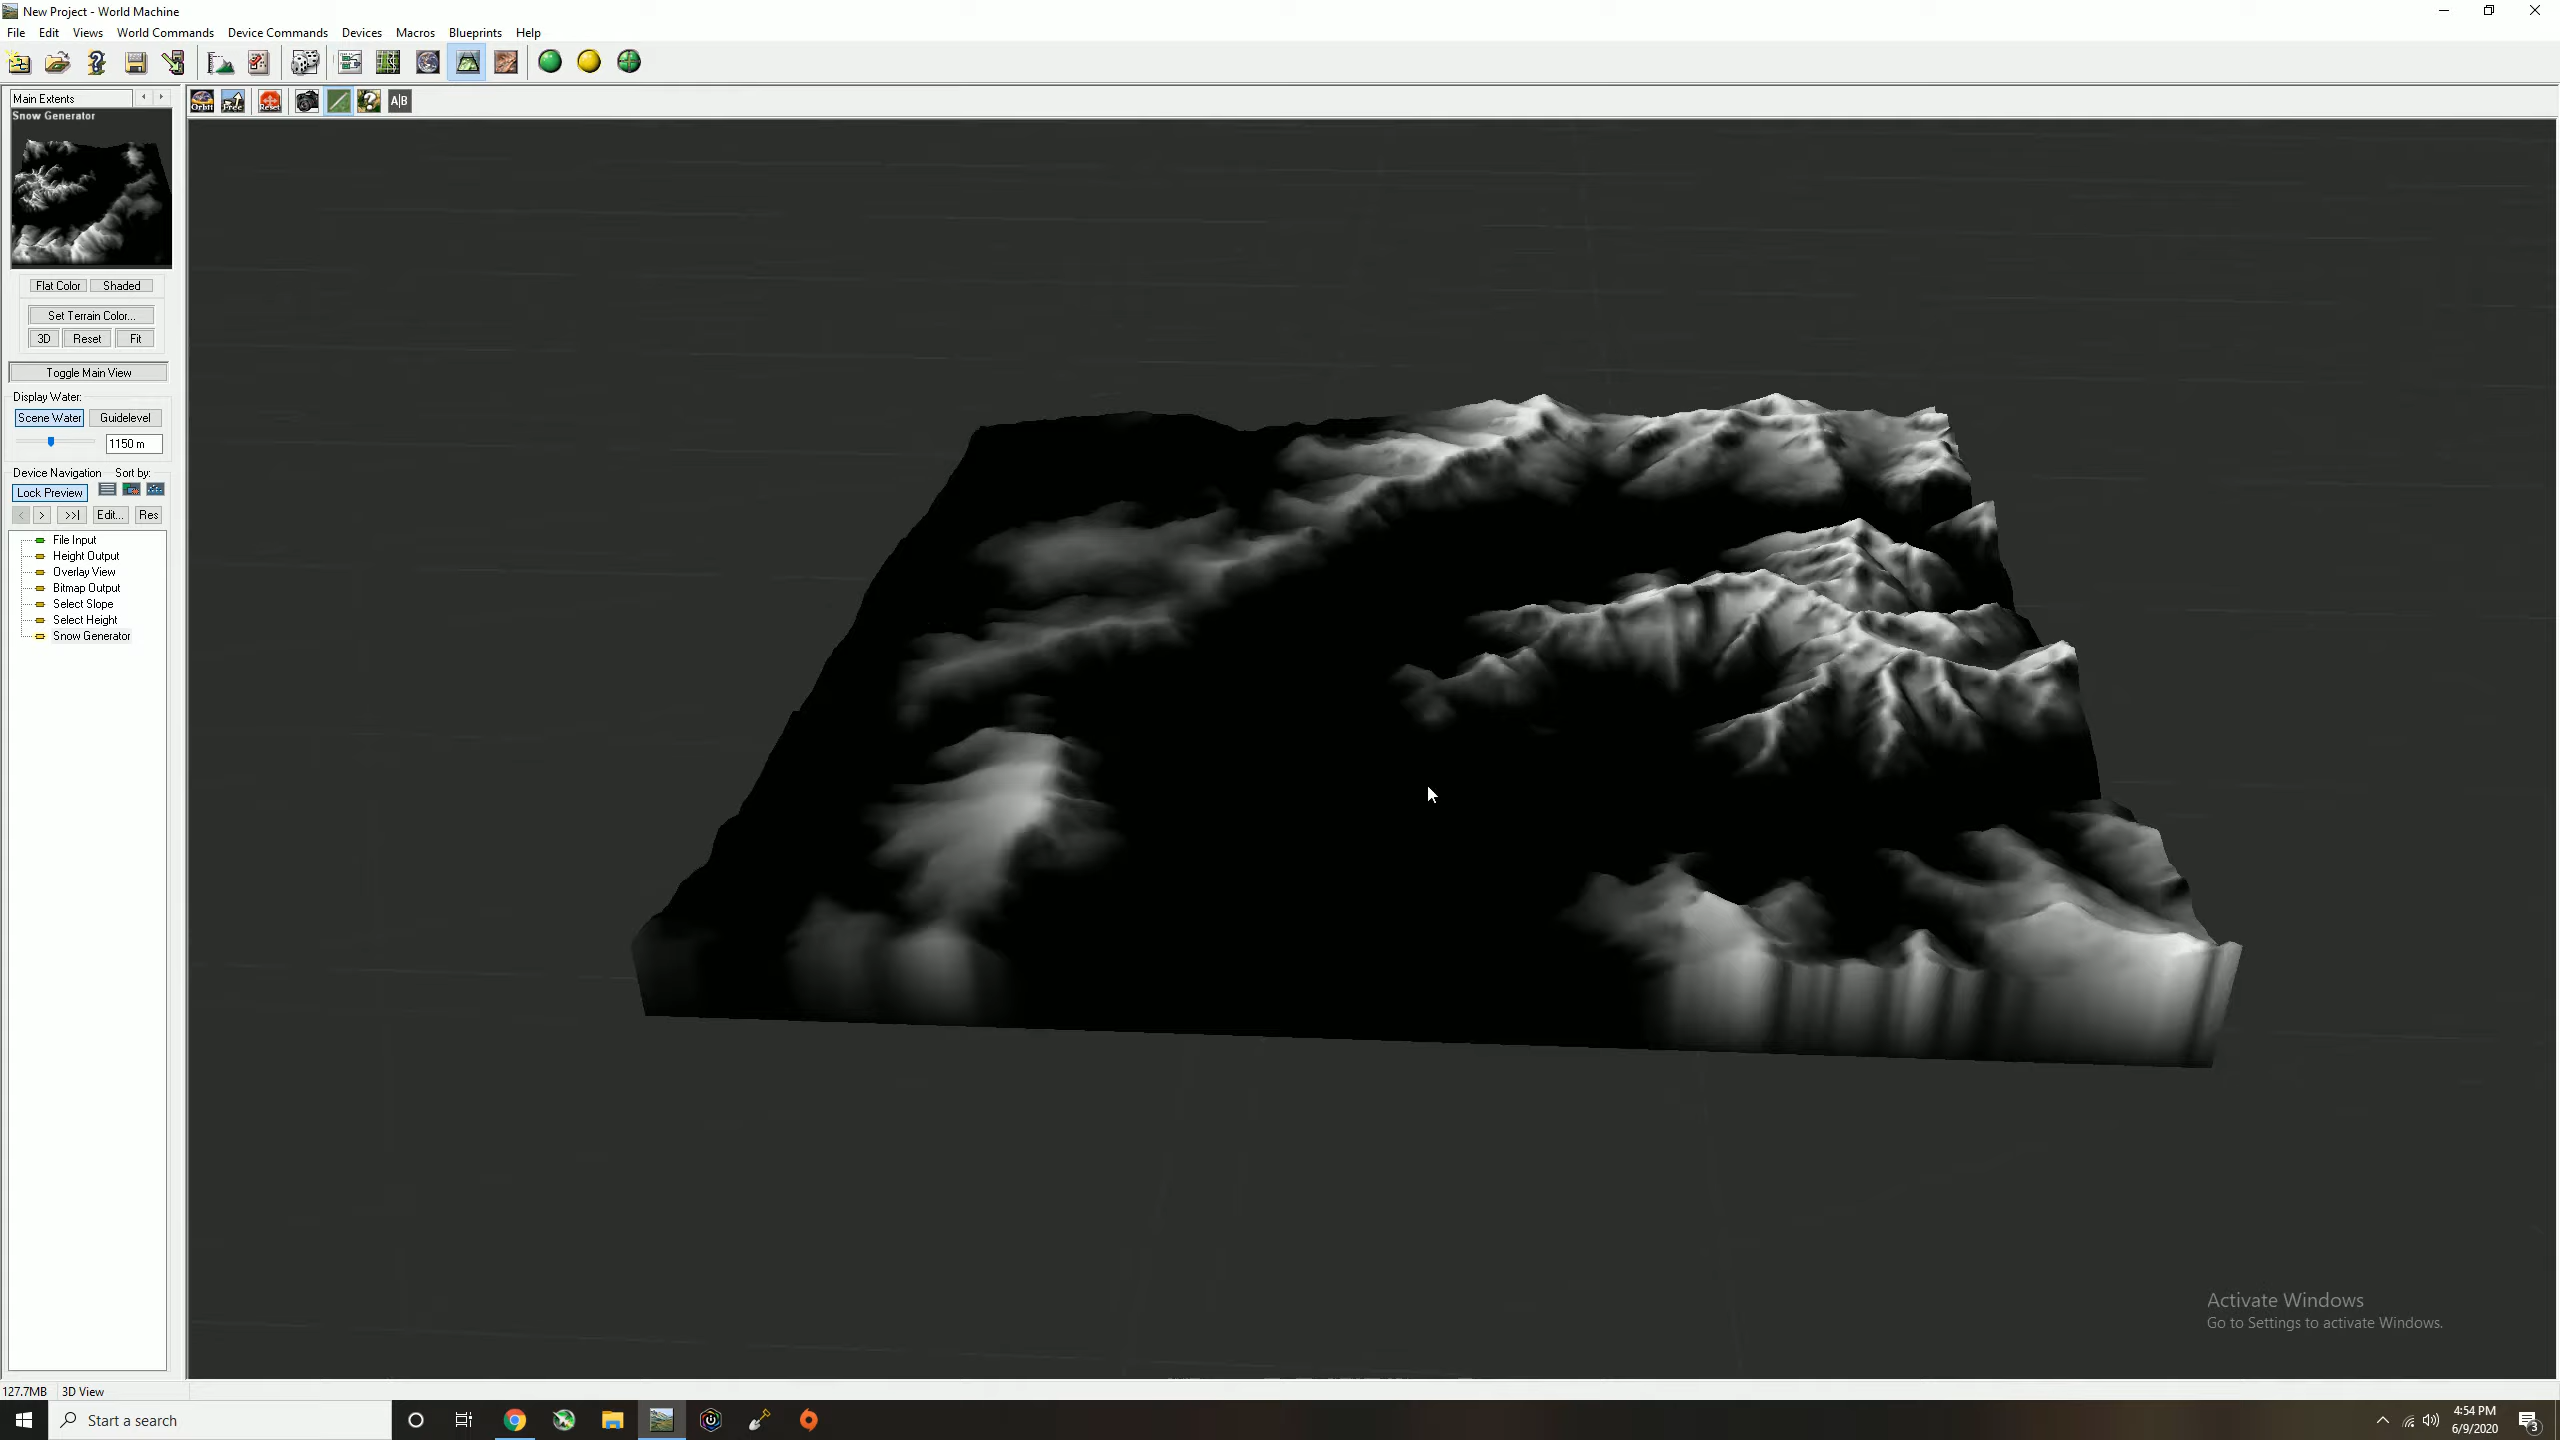 New Project - World Machine
File Edit Views World Commands Device Commands Devices Macros Blueprints Help
Main Extents
Orbit Free Reset A|B
Snow Generator
Flat Color Shaded
Set Terrain Color...
3D Reset Fit
Toggle Main View
Display Water:
Scene Water Guidelevel
1150 m
Device Navigation Sort by:
Lock Preview
< > >>| Edit... Res
File Input
Height Output
Overlay View
Bitmap Output
Select Slope
Select Height
Snow Generator
Activate Windows
Go to Settings to activate Windows.
127.7MB 3D View
Start a search
4:54 PM
6/9/2020
3